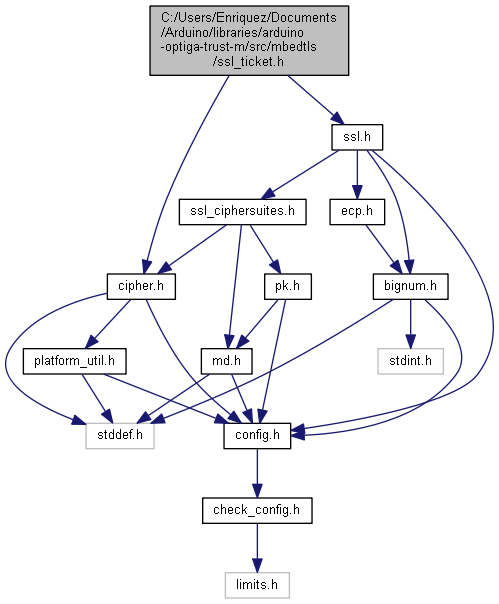 C:/Users/Enriquez/Documents
/Arduino/libraries/arduino
-optiga-trust-m/src/mbedtls
/ssl_ticket.h
ssl.h
ssl_ciphersuites.h
ecp.h
cipher.h
pk.h
bignum.h
platform_util.h
md.h
stdint.h
stddef.h
config.h
check_config.h
limits.h